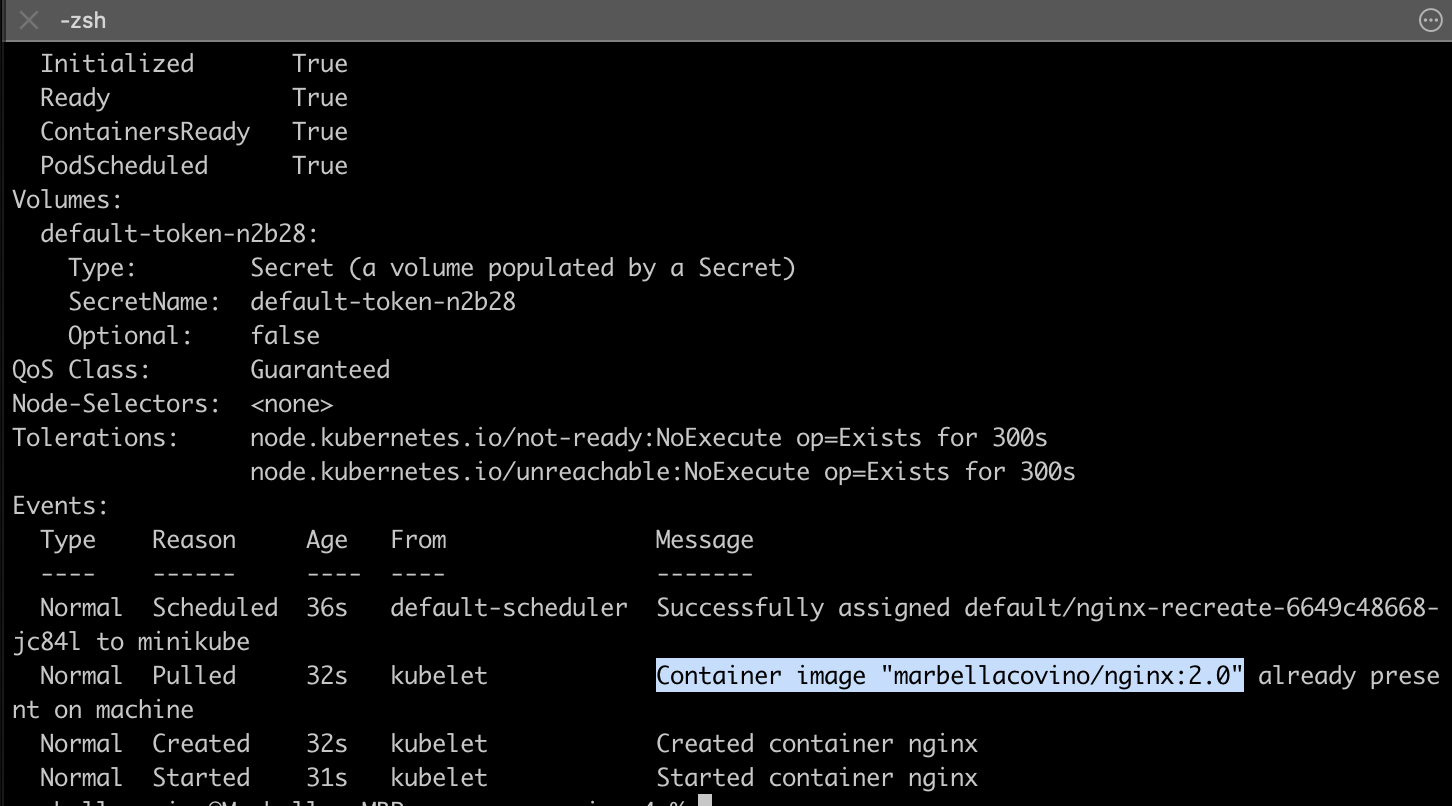 -zsh
Initialized True
Ready True
ContainersReady True
PodScheduled True
Volumes:
default-token-n2b28:
Type: Secret (a volume populated by a Secret)
SecretName: default-token-n2b28
Optional: false
QoS Class: Guaranteed
Node-Selectors: <none>
Tolerations: node.kubernetes.io/not-ready:NoExecute op=Exists for 300s
node.kubernetes.io/unreachable:NoExecute op=Exists for 300s
Events:
Type Reason Age From Message
---- ------ ---- ---- -------
Normal Scheduled 36s default-scheduler Successfully assigned default/nginx-recreate-6649c48668-
jc84l to minikube
Normal Pulled 32s kubelet Container image "marbellacovino/nginx:2.0" already prese
nt on machine
Normal Created 32s kubelet Created container nginx
Normal Started 31s kubelet Started container nginx